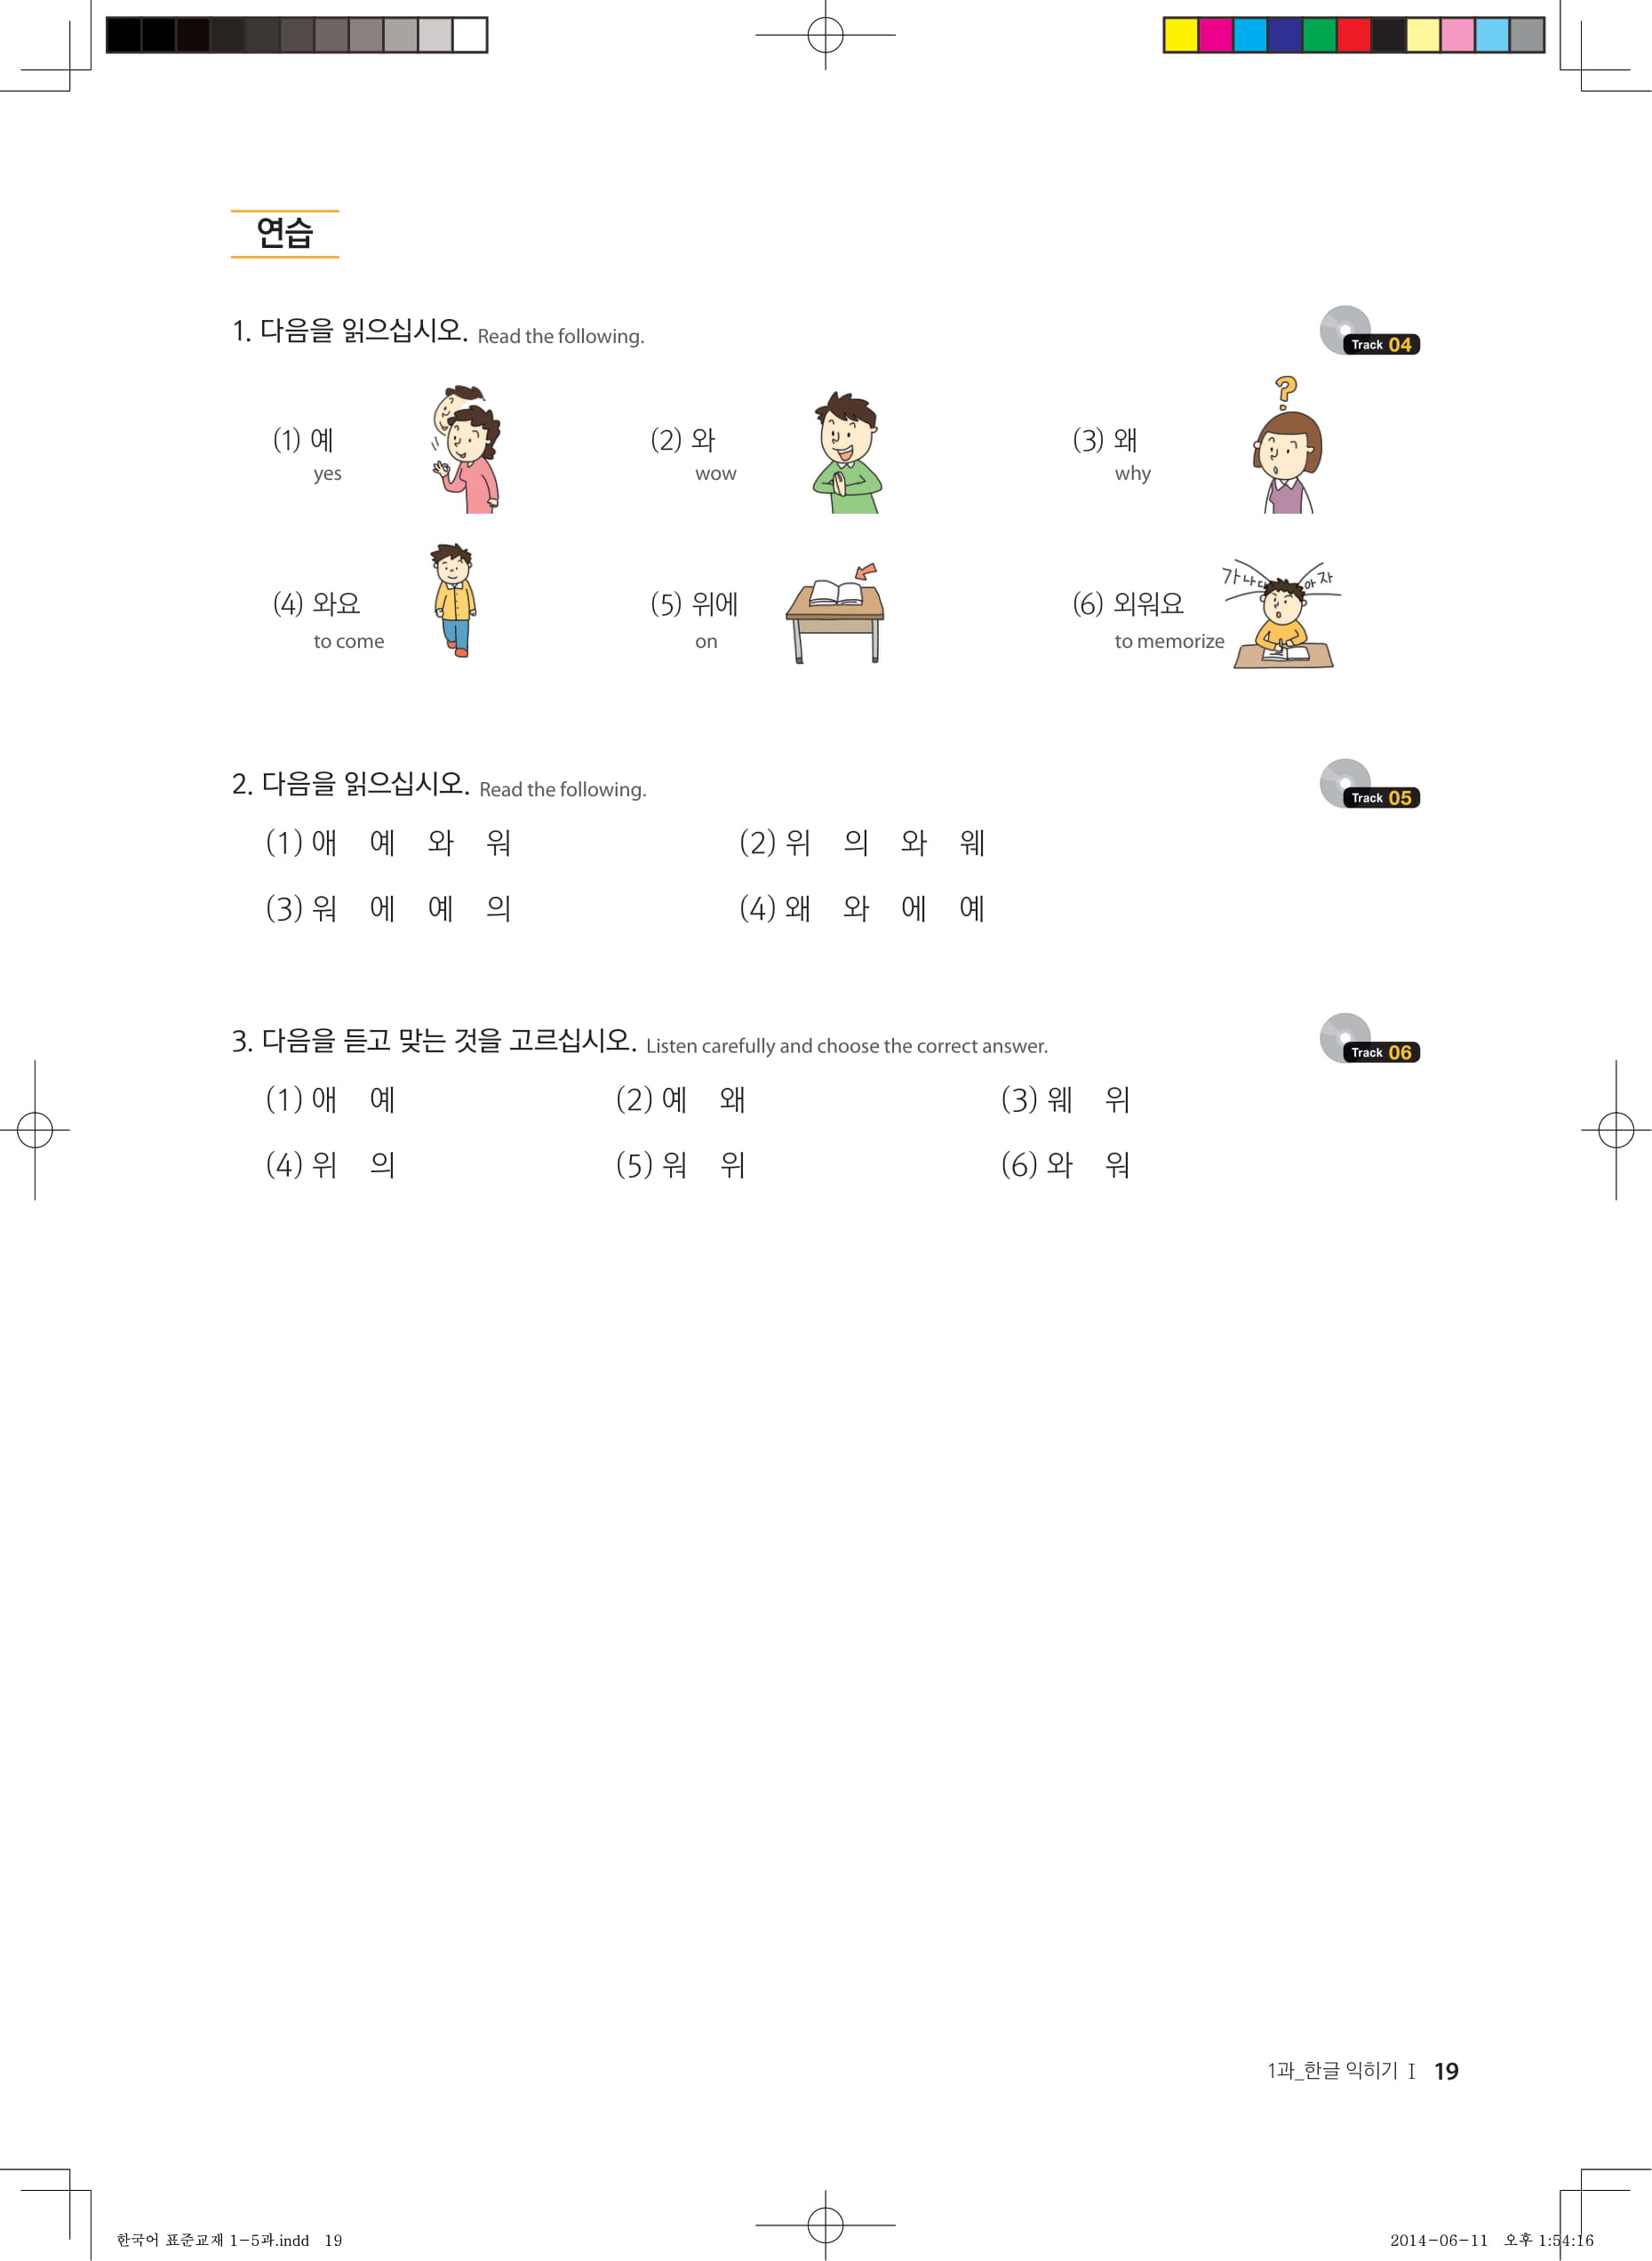 연습
1. 다음을 읽으십시오. Read the following.
Track 04
(1) 예 (2) 와 (3) 왜
yes wow why
?
(4) 와요 (5) 위에 (6) 외워요
to come on to memorize
가 나 다 아 자
2. 다음을 읽으십시오. Read the following.
Track 05
(1) 애 예 와 워 (2) 위 의 와 웨
(3) 워 에 예 의 (4) 왜 와 에 예
3. 다음을 듣고 맞는 것을 고르십시오. Listen carefully and choose the correct answer.
Track 06
(1) 애 예 (2) 예 왜 (3) 웨 위
(4) 위 의 (5) 워 위 (6) 와 워
1과_한글 익히기 I 19
한국어 표준교재 1-5과.indd 19 2014-06-11 오후 1:54:16